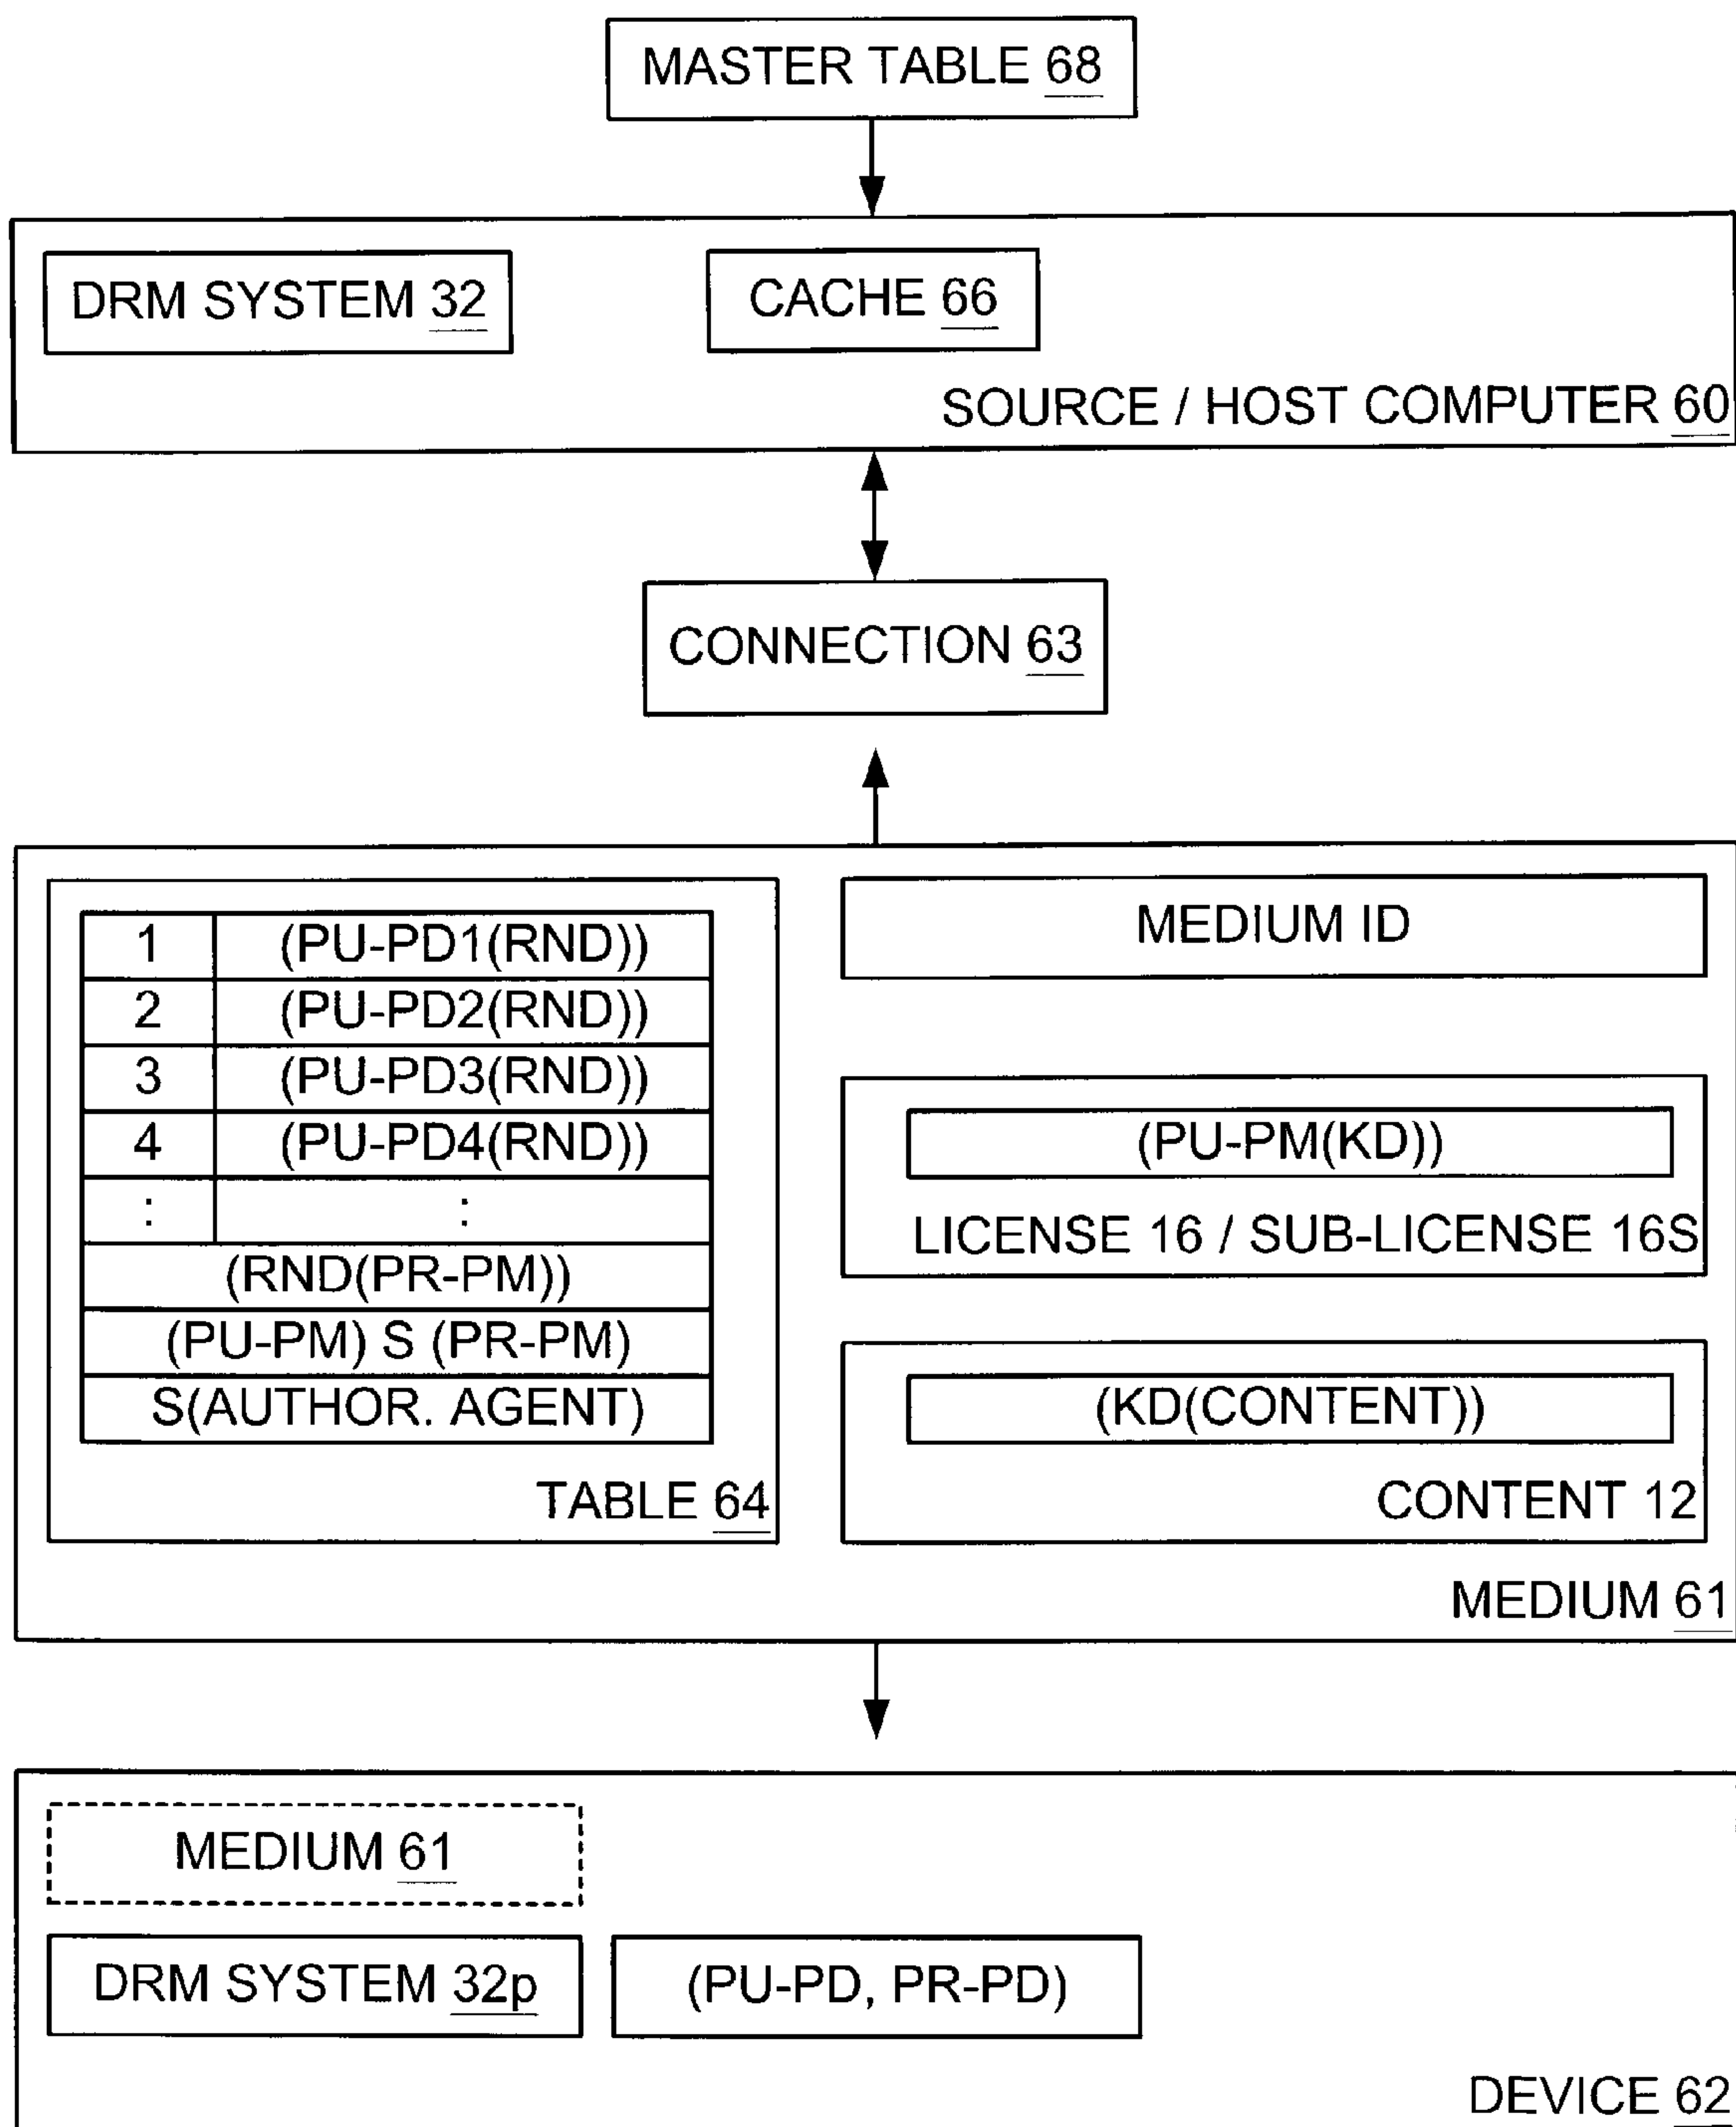 MASTER TABLE 68
DRM SYSTEM 32
CACHE 66
SOURCE / HOST COMPUTER 60
CONNECTION 63
1 (PU-PD1(RND))
2 (PU-PD2(RND))
3 (PU-PD3(RND))
4 (PU-PD4(RND))
: :
(RND(PR-PM))
(PU-PM) S (PR-PM)
S(AUTHOR. AGENT)
TABLE 64
MEDIUM ID
(PU-PM(KD))
LICENSE 16 / SUB-LICENSE 16S
(KD(CONTENT))
CONTENT 12
MEDIUM 61
MEDIUM 61
DRM SYSTEM 32p
(PU-PD, PR-PD)
DEVICE 62